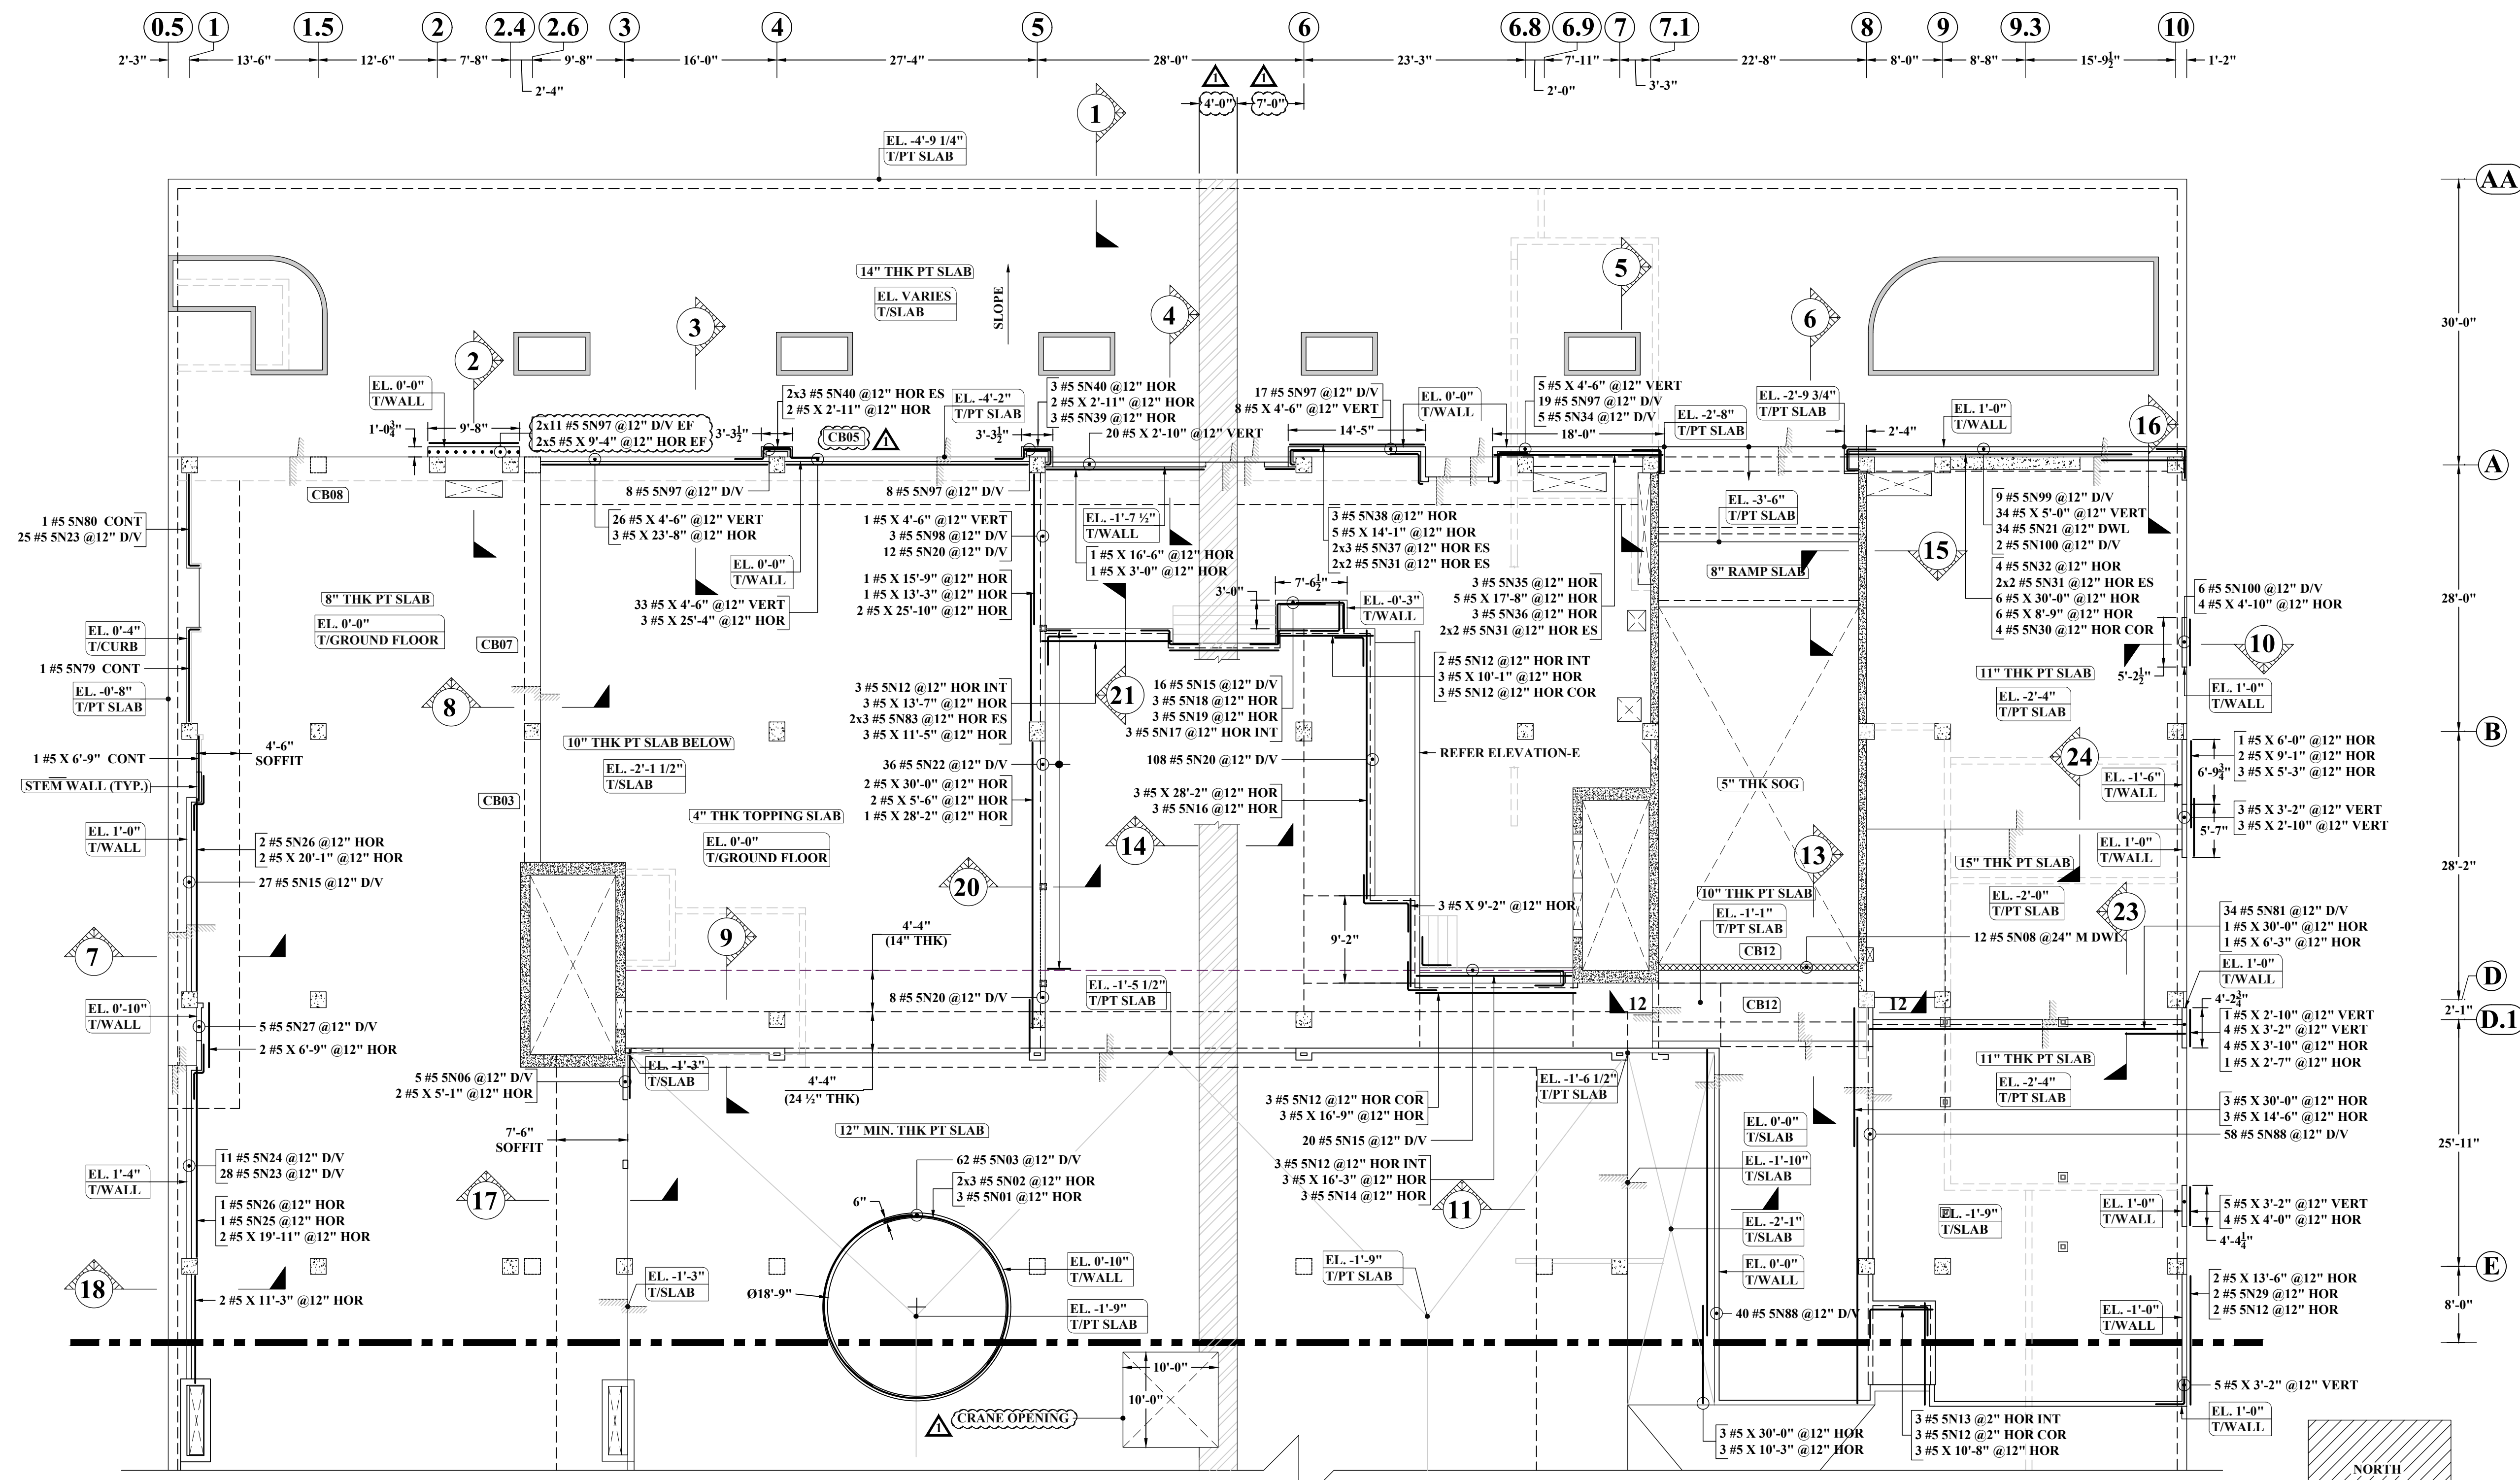 0.5 1 1.5 2 2.4 2.6 3 4 5 6 6.8 6.9 7 7.1 8 9 9.3 10
2'-3" 13'-6" 12'-6" 7'-8" 9'-8" 16'-0" 27'-4" 28'-0" 23'-3" 7'-11" 22'-8" 8'-0" 8'-8" 15'-9½" 1'-2"
2'-4" 2'-0" 3'-3"
1 1
4'-0" 7'-0"
1
EL. -4'-9 1/4"
T/PT SLAB
AA
14" THK PT SLAB
EL. VARIES
T/SLAB
SLOPE
2
3
4
5
6
30'-0"
EL. 0'-0"
T/WALL
1'-0¾"
9'-8"
2x11 #5 5N97 @12" D/V EF
2x5 #5 X 9'-4" @12" HOR EF
3'-3½"
2x3 #5 5N40 @12" HOR ES
2 #5 X 2'-11" @12" HOR
CB05
1
EL. -4'-2"
T/PT SLAB
3'-3½"
3 #5 5N40 @12" HOR
2 #5 X 2'-11" @12" HOR
3 #5 5N39 @12" HOR
20 #5 X 2'-10" @12" VERT
17 #5 5N97 @12" D/V
8 #5 X 4'-6" @12" VERT
EL. 0'-0"
T/WALL
14'-5"
5 #5 X 4'-6" @12" VERT
19 #5 5N97 @12" D/V
5 #5 5N34 @12" D/V
18'-0"
EL. -2'-8"
T/PT SLAB
EL. -2'-9 3/4"
T/PT SLAB
2'-4"
EL. 1'-0"
T/WALL
16
A
CB08
8 #5 5N97 @12" D/V
8 #5 5N97 @12" D/V
1 #5 5N80 CONT
25 #5 5N23 @12" D/V
26 #5 X 4'-6" @12" VERT
3 #5 X 23'-8" @12" HOR
1 #5 X 4'-6" @12" VERT
3 #5 5N98 @12" D/V
12 #5 5N20 @12" D/V
EL. -1'-7 ½"
T/WALL
3 #5 5N38 @12" HOR
5 #5 X 14'-1" @12" HOR
2x3 #5 5N37 @12" HOR ES
2x2 #5 5N31 @12" HOR ES
EL. -3'-6"
T/PT SLAB
9 #5 5N99 @12" D/V
34 #5 X 5'-0" @12" VERT
34 #5 5N21 @12" DWL
2 #5 5N100 @12" D/V
15
EL. 0'-0"
T/WALL
1 #5 X 16'-6" @12" HOR
1 #5 X 3'-0" @12" HOR
1 #5 X 15'-9" @12" HOR
1 #5 X 13'-3" @12" HOR
2 #5 X 25'-10" @12" HOR
8" RAMP SLAB
4 #5 5N32 @12" HOR
2x2 #5 5N31 @12" HOR ES
6 #5 X 30'-0" @12" HOR
6 #5 X 8'-9" @12" HOR
4 #5 5N30 @12" HOR COR
33 #5 X 4'-6" @12" VERT
3 #5 X 25'-4" @12" HOR
7'-6½"
3'-0"
EL. -0'-3"
T/WALL
3 #5 5N35 @12" HOR
5 #5 X 17'-8" @12" HOR
3 #5 5N36 @12" HOR
2x2 #5 5N31 @12" HOR ES
6 #5 5N100 @12" D/V
4 #5 X 4'-10" @12" HOR
28'-0"
8" THK PT SLAB
EL. 0'-0"
T/GROUND FLOOR
EL. 0'-4"
T/CURB
CB07
1 #5 5N79 CONT
EL. -0'-8"
T/PT SLAB
8
10
5'-2½"
EL. 1'-0"
T/WALL
11" THK PT SLAB
EL. -2'-4"
T/PT SLAB
2 #5 5N12 @12" HOR INT
3 #5 X 10'-1" @12" HOR
3 #5 5N12 @12" HOR COR
3 #5 5N12 @12" HOR INT
3 #5 X 13'-7" @12" HOR
2x3 #5 5N83 @12" HOR ES
3 #5 X 11'-5" @12" HOR
21
16 #5 5N15 @12" D/V
3 #5 5N18 @12" HOR
3 #5 5N19 @12" HOR
3 #5 5N17 @12" HOR INT
B
4'-6"
SOFFIT
1 #5 X 6'-9" CONT
STEM WALL (TYP.)
10" THK PT SLAB BELOW
EL. -2'-1 1/2"
T/SLAB
CB03
36 #5 5N22 @12" D/V
2 #5 X 30'-0" @12" HOR
2 #5 X 5'-6" @12" HOR
1 #5 X 28'-2" @12" HOR
108 #5 5N20 @12" D/V
REFER ELEVATION-E
3 #5 X 28'-2" @12" HOR
3 #5 5N16 @12" HOR
5" THK SOG
24
EL. -1'-6"
T/WALL
1 #5 X 6'-0" @12" HOR
2 #5 X 9'-1" @12" HOR
3 #5 X 5'-3" @12" HOR
6'-9¾"
3 #5 X 3'-2" @12" VERT
3 #5 X 2'-10" @12" VERT
5'-7"
4" THK TOPPING SLAB
EL. 0'-0"
T/GROUND FLOOR
EL. 1'-0"
T/WALL
2 #5 5N26 @12" HOR
2 #5 X 20'-1" @12" HOR
27 #5 5N15 @12" D/V
14
13
EL. 1'-0"
T/WALL
15" THK PT SLAB
EL. -2'-0"
T/PT SLAB
28'-2"
20
10" THK PT SLAB
EL. -1'-1"
T/PT SLAB
CB12
3 #5 X 9'-2" @12" HOR
9'-2"
23
34 #5 5N81 @12" D/V
1 #5 X 30'-0" @12" HOR
1 #5 X 6'-3" @12" HOR
7
9
4'-4"
(14" THK)
12 #5 5N08 @24" M DWL
EL. 1'-0"
T/WALL
D
EL. 0'-10"
T/WALL
8 #5 5N20 @12" D/V
EL. -1'-5 1/2"
T/PT SLAB
12
CB12
12
4'-2¾"
2'-1"
D.1
5 #5 5N27 @12" D/V
2 #5 X 6'-9" @12" HOR
1 #5 X 2'-10" @12" VERT
4 #5 X 3'-2" @12" VERT
4 #5 X 3'-10" @12" HOR
1 #5 X 2'-7" @12" HOR
11" THK PT SLAB
EL. -2'-4"
T/PT SLAB
5 #5 5N06 @12" D/V
2 #5 X 5'-1" @12" HOR
EL. -1'-3"
T/SLAB
4'-4"
(24 ½" THK)
EL. -1'-6 1/2"
T/PT SLAB
3 #5 5N12 @12" HOR COR
3 #5 X 16'-9" @12" HOR
3 #5 X 30'-0" @12" HOR
3 #5 X 14'-6" @12" HOR
58 #5 5N88 @12" D/V
EL. 0'-0"
T/SLAB
25'-11"
7'-6"
SOFFIT
12" MIN. THK PT SLAB
20 #5 5N15 @12" D/V
EL. -1'-10"
T/SLAB
11 #5 5N24 @12" D/V
28 #5 5N23 @12" D/V
EL. 1'-4"
T/WALL
1 #5 5N26 @12" HOR
1 #5 5N25 @12" HOR
2 #5 X 19'-11" @12" HOR
17
62 #5 5N03 @12" D/V
2x3 #5 5N02 @12" HOR
3 #5 5N01 @12" HOR
6"
3 #5 5N12 @12" HOR INT
3 #5 X 16'-3" @12" HOR
3 #5 5N14 @12" HOR
11
EL. -2'-1"
T/SLAB
EL. -1'-9"
T/SLAB
EL. 1'-0"
T/WALL
5 #5 X 3'-2" @12" VERT
4 #5 X 4'-0" @12" HOR
4'-4¼"
18
2 #5 X 11'-3" @12" HOR
EL. -1'-3"
T/SLAB
Ø18'-9"
EL. 0'-10"
T/WALL
EL. -1'-9"
T/PT SLAB
EL. -1'-9"
T/PT SLAB
EL. 0'-0"
T/WALL
40 #5 5N88 @12" D/V
EL. -1'-0"
T/WALL
2 #5 X 13'-6" @12" HOR
2 #5 5N29 @12" HOR
2 #5 5N12 @12" HOR
E
8'-0"
10'-0"
10'-0"
1
CRANE OPENING
5 #5 X 3'-2" @12" VERT
EL. 1'-0"
T/WALL
3 #5 X 30'-0" @12" HOR
3 #5 X 10'-3" @12" HOR
3 #5 5N13 @2" HOR INT
3 #5 5N12 @2" HOR COR
3 #5 X 10'-8" @12" HOR
NORTH